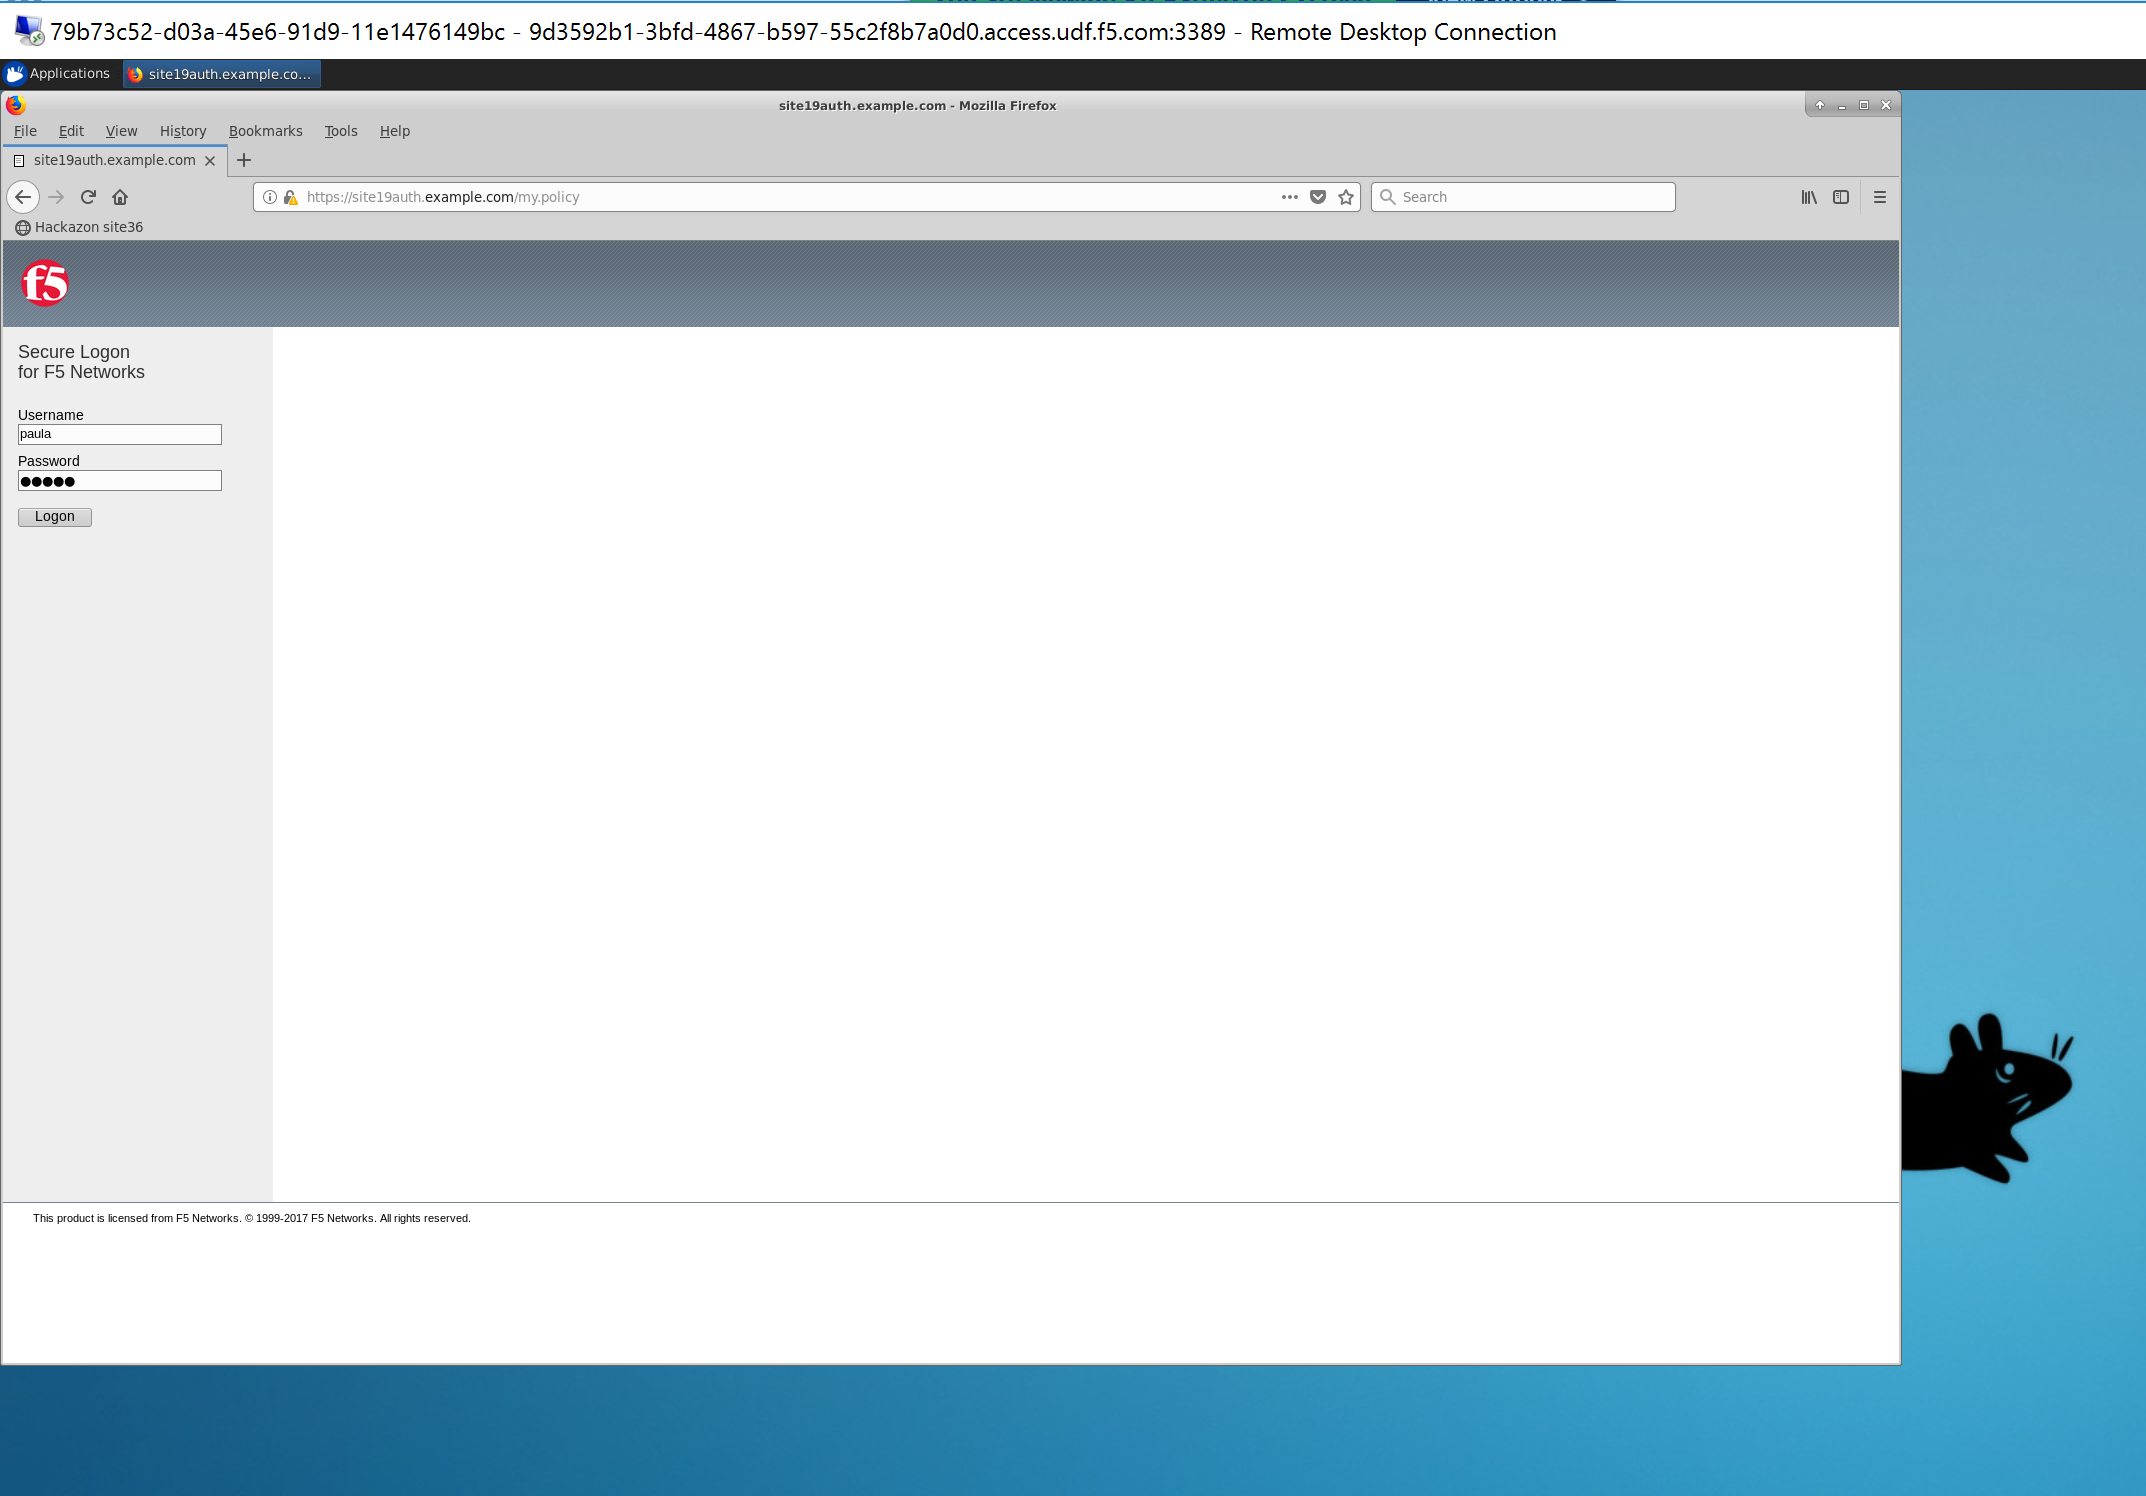 79b73c52-d03a-45e6-91d9-11e1476149bc - 9d3592b1-3bfd-4867-b597-55c2f8b7a0d0.access.udf.f5.com:3389 - Remote Desktop Connection
Applications site19auth.example.co...
site19auth.example.com - Mozilla Firefox
File Edit View History Bookmarks Tools Help
site19auth.example.com
https://site19auth.example.com/my.policy Search
Hackazon site36
f5
Secure Logon
for F5 Networks
Username
paula
Password
Logon
This product is licensed from F5 Networks. © 1999-2017 F5 Networks. All rights reserved.